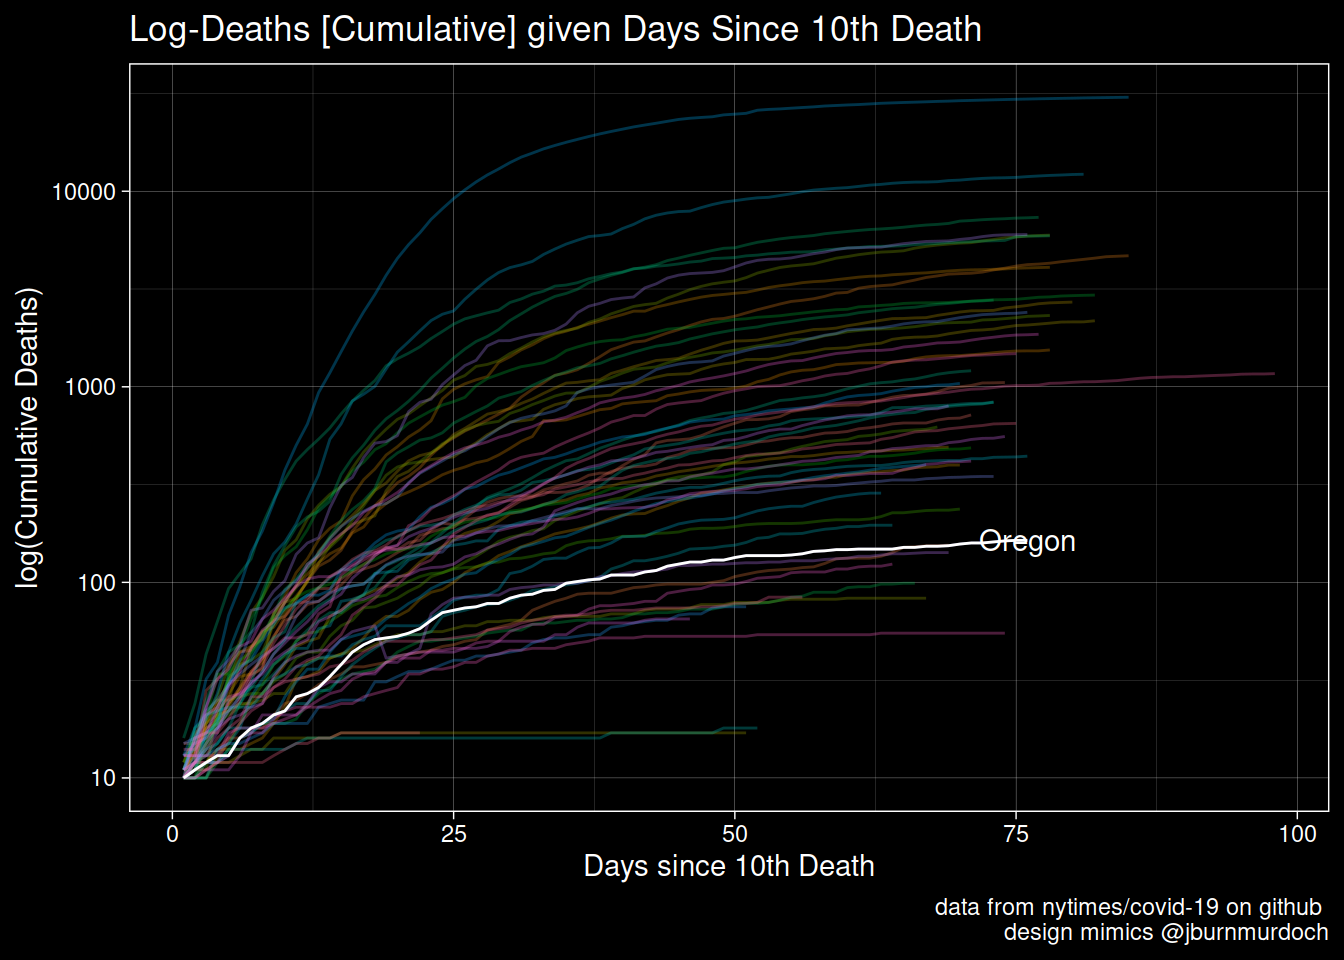 Log-Deaths [Cumulative] given Days Since 10th Death
log(Cumulative Deaths)
10000
1000
100
10
Oregon
0 25 50 75 100
Days since 10th Death
data from nytimes/covid-19 on github
design mimics @jburnmurdoch